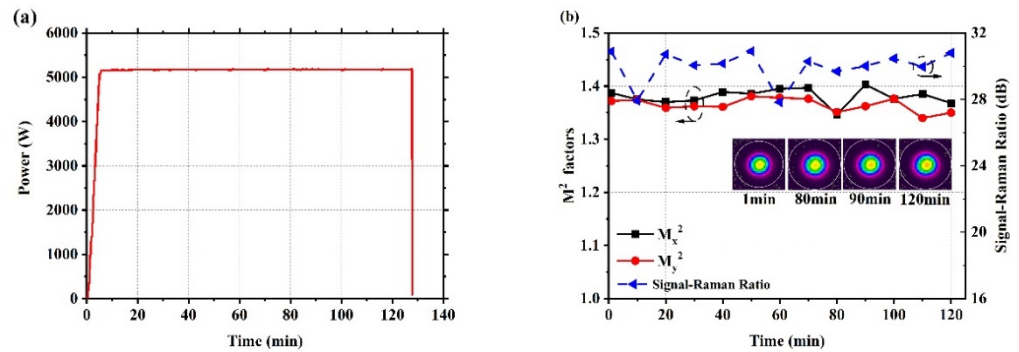 (a)
6000
5000
4000
3000
2000
1000
0
Power (W)
0 20 40 60 80 100 120 140
Time (min)
(b)
1.5
1.4
1.3
1.2
1.1
1.0
M² factors
32
28
24
20
16
Signal-Raman Ratio (dB)
1min 80min 90min 120min
Mx²
My²
Signal-Raman Ratio
0 20 40 60 80 100 120
Time (min)